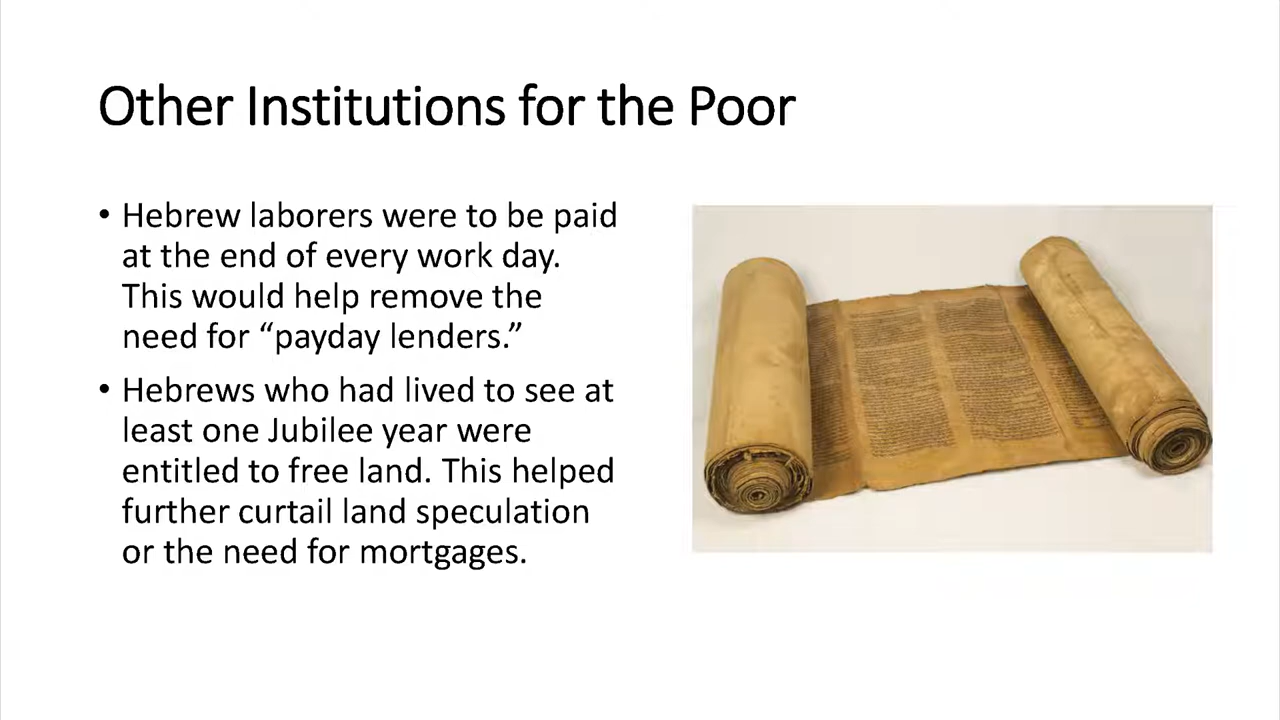 Other Institutions for the Poor
• Hebrew laborers were to be paid
at the end of every work day.
This would help remove the
need for “payday lenders.”
• Hebrews who had lived to see at
least one Jubilee year were
entitled to free land. This helped
further curtail land speculation
or the need for mortgages.